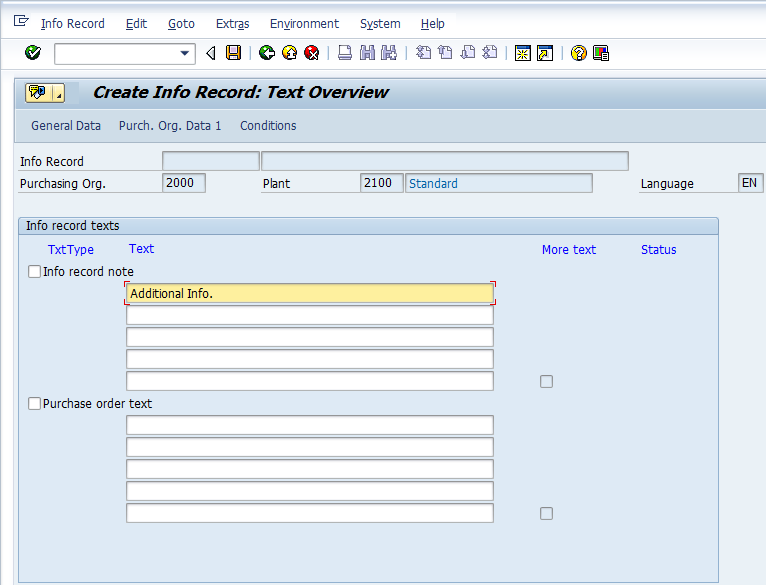 Info Record Edit Goto Extras Environment System Help
Create Info Record: Text Overview
General Data Purch. Org. Data 1 Conditions
Info Record
Purchasing Org. 2000 Plant 2100 Standard Language EN
Info record texts
TxtType Text More text Status
Info record note
Additional Info.
Purchase order text